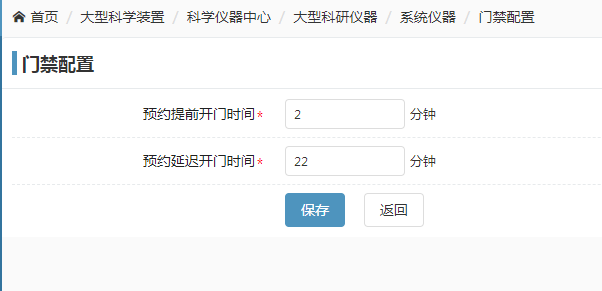 首页 / 大型科学装置 / 科学仪器中心 / 大型科研仪器 / 系统仪器 / 门禁配置
门禁配置
预约提前开门时间* 2 分钟
预约延迟开门时间* 22 分钟
保存 返回